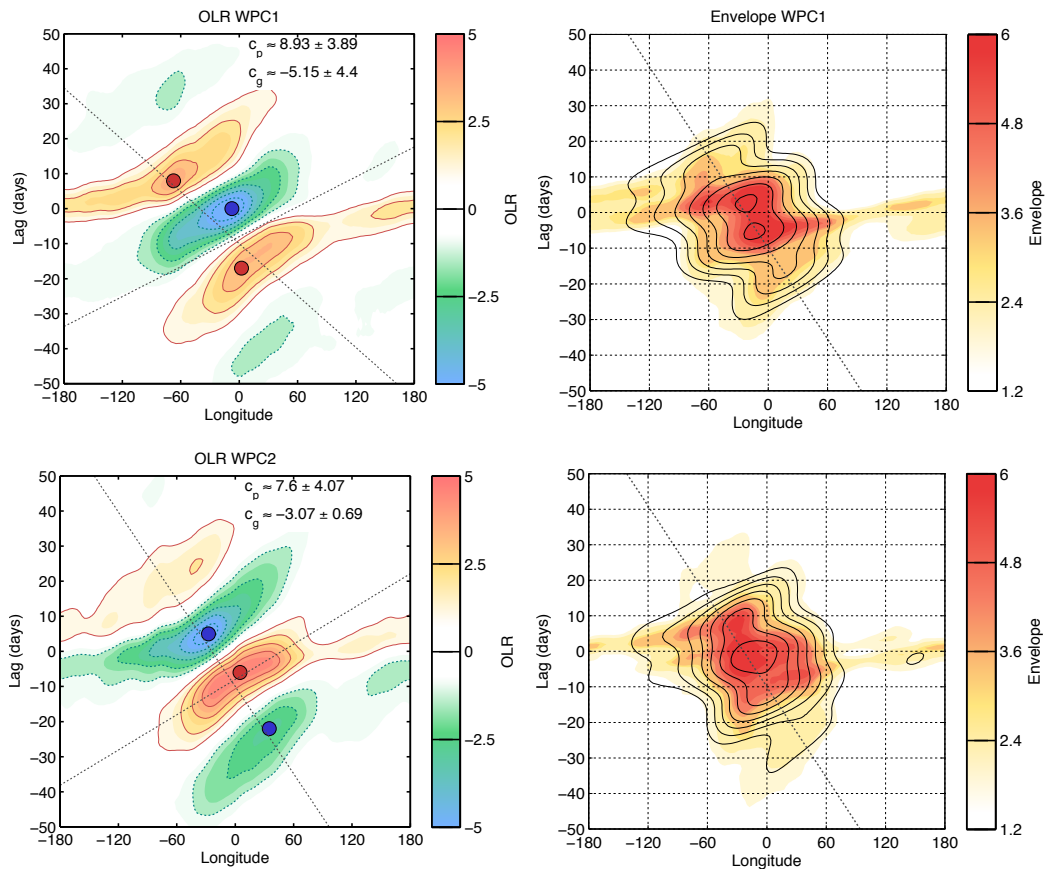 OLR WPC1
c_p ≈ 8.93 ± 3.89
c_g ≈ −5.15 ± 4.4
50
40
30
20
10
0
−10
−20
−30
−40
−50
Lag (days)
−180 −120 −60 0 60 120 180
Longitude
5
2.5
0
−2.5
−5
OLR
Envelope WPC1
50
40
30
20
10
0
−10
−20
−30
−40
−50
Lag (days)
−180 −120 −60 0 60 120 180
Longitude
6
4.8
3.6
2.4
1.2
Envelope
OLR WPC2
c_p ≈ 7.6 ± 4.07
c_g ≈ −3.07 ± 0.69
50
40
30
20
10
0
−10
−20
−30
−40
−50
Lag (days)
−180 −120 −60 0 60 120 180
Longitude
5
2.5
0
−2.5
−5
OLR
50
40
30
20
10
0
−10
−20
−30
−40
−50
Lag (days)
−180 −120 −60 0 60 120 180
Longitude
6
4.8
3.6
2.4
1.2
Envelope